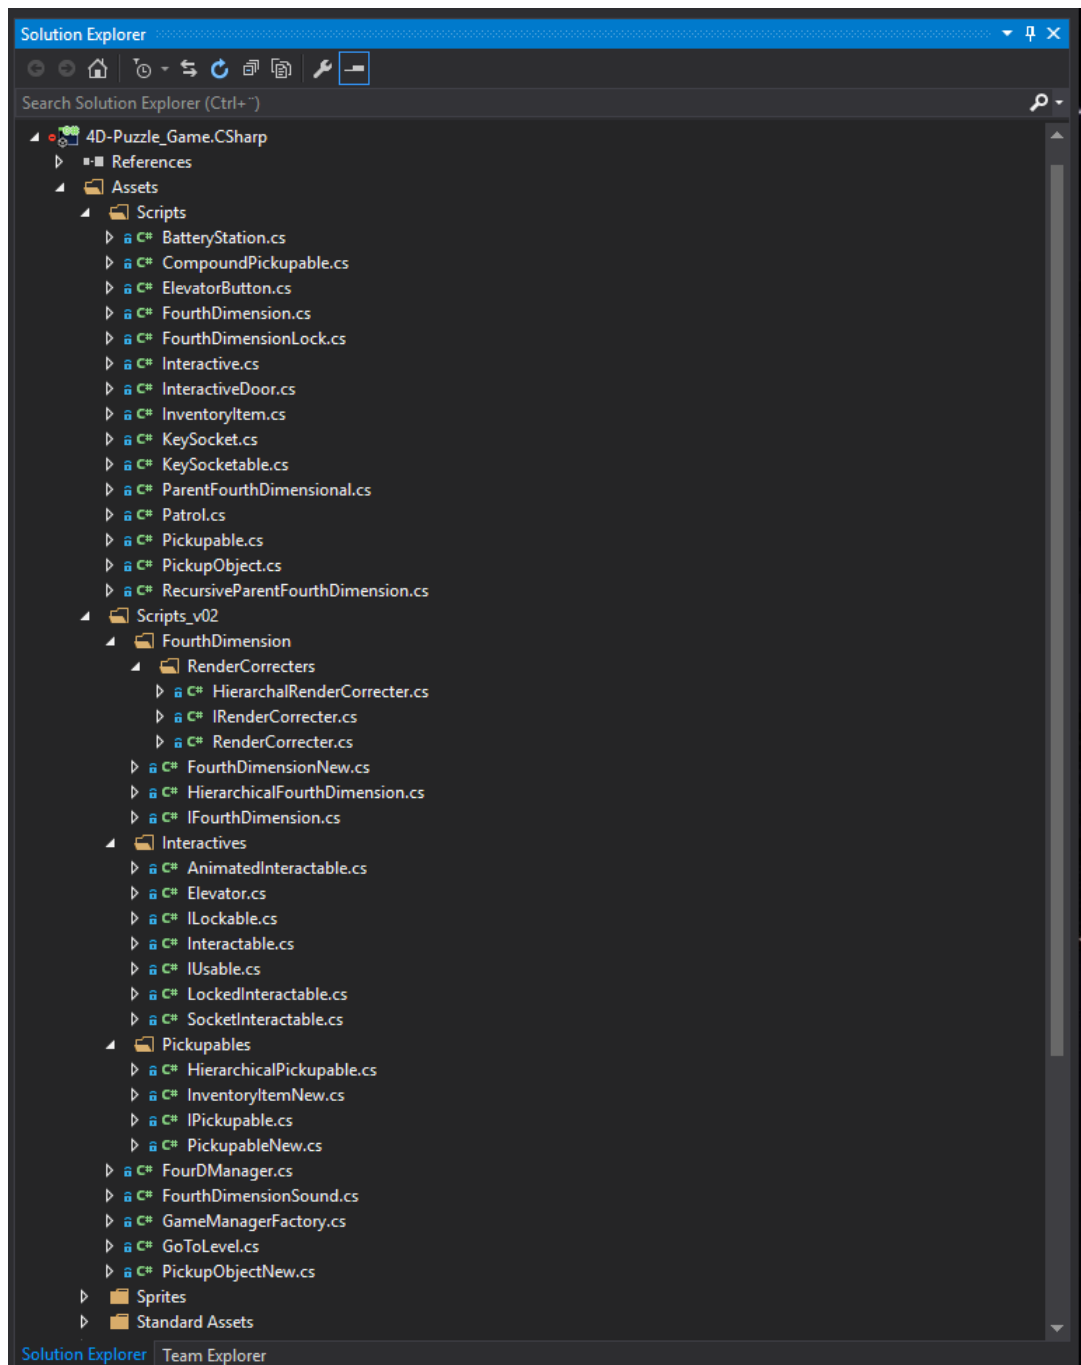 Solution Explorer
Search Solution Explorer (Ctrl+¨)
4D-Puzzle_Game.CSharp
References
Assets
Scripts
C# BatteryStation.cs
C# CompoundPickupable.cs
C# ElevatorButton.cs
C# FourthDimension.cs
C# FourthDimensionLock.cs
C# Interactive.cs
C# InteractiveDoor.cs
C# InventoryItem.cs
C# KeySocket.cs
C# KeySocketable.cs
C# ParentFourthDimensional.cs
C# Patrol.cs
C# Pickupable.cs
C# PickupObject.cs
C# RecursiveParentFourthDimension.cs
Scripts_v02
FourthDimension
RenderCorrecters
C# HierarchalRenderCorrecter.cs
C# IRenderCorrecter.cs
C# RenderCorrecter.cs
C# FourthDimensionNew.cs
C# HierarchicalFourthDimension.cs
C# IFourthDimension.cs
Interactives
C# AnimatedInteractable.cs
C# Elevator.cs
C# ILockable.cs
C# Interactable.cs
C# IUsable.cs
C# LockedInteractable.cs
C# SocketInteractable.cs
Pickupables
C# HierarchicalPickupable.cs
C# InventoryItemNew.cs
C# IPickupable.cs
C# PickupableNew.cs
C# FourDManager.cs
C# FourthDimensionSound.cs
C# GameManagerFactory.cs
C# GoToLevel.cs
C# PickupObjectNew.cs
Sprites
Standard Assets
Solution Explorer Team Explorer